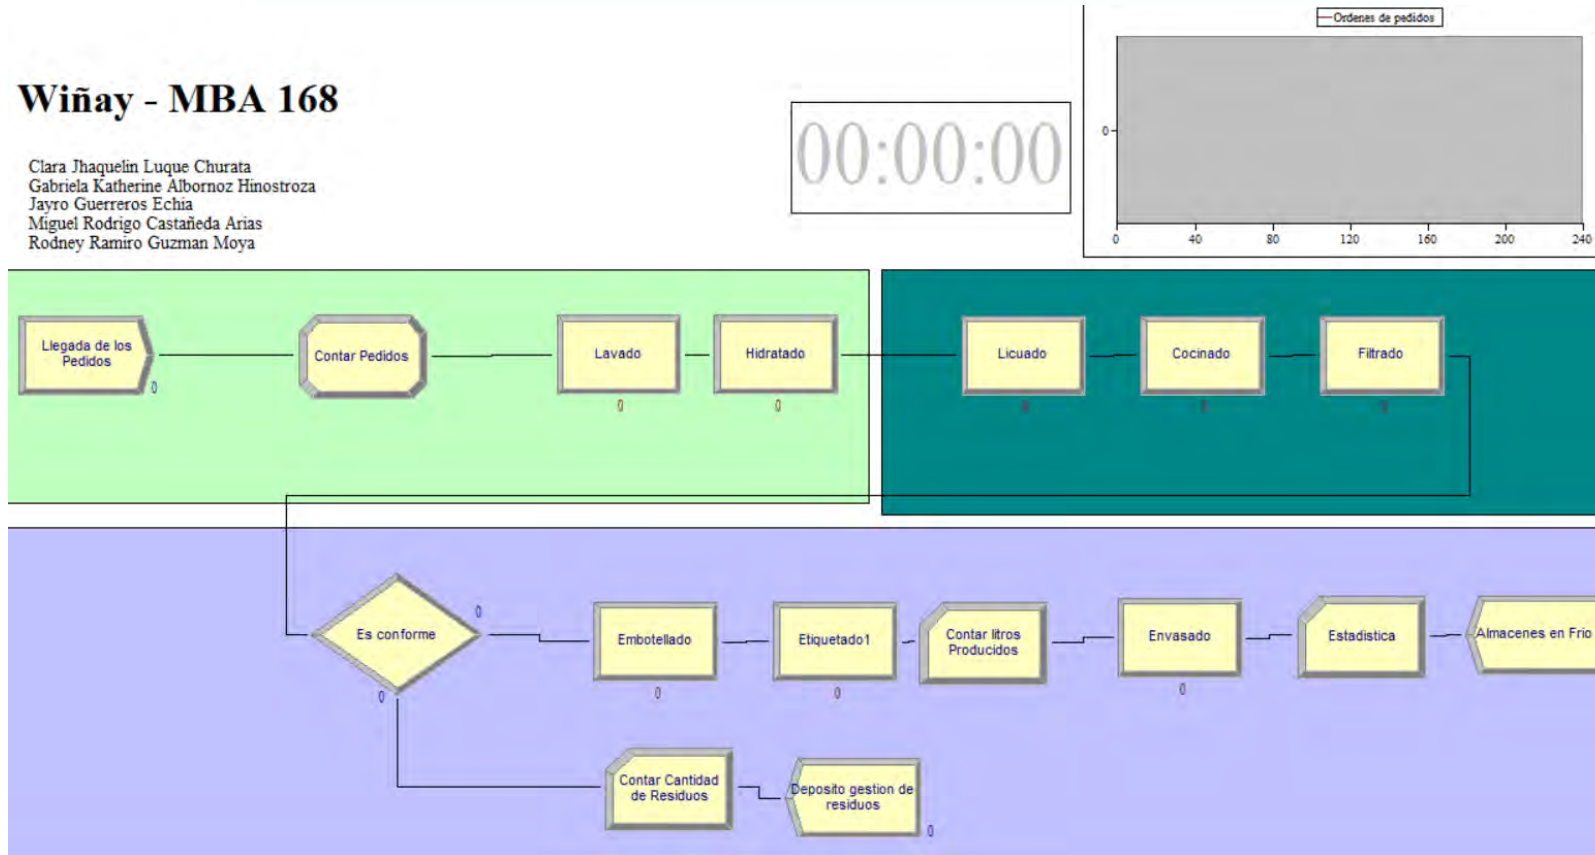 Ordenes de pedidos
0
0 40 80 120 160 200 240
Wiñay - MBA 168
00:00:00
Clara Jhaquelin Luque Churata
Gabriela Katherine Albornoz Hinostroza
Jayro Guerreros Echia
Miguel Rodrigo Castañeda Arias
Rodney Ramiro Guzman Moya
Llegada de los
Pedidos
0
Contar Pedidos
Lavado
0
Hidratado
0
Licuado
Cocinado
Filtrado
Es conforme
0
0
Embotellado
0
Etiquetado1
0
Contar litros
Producidos
Envasado
0
Estadistica
Almacenes en Frio
Contar Cantidad
de Residuos
Deposito gestion de
residuos
0